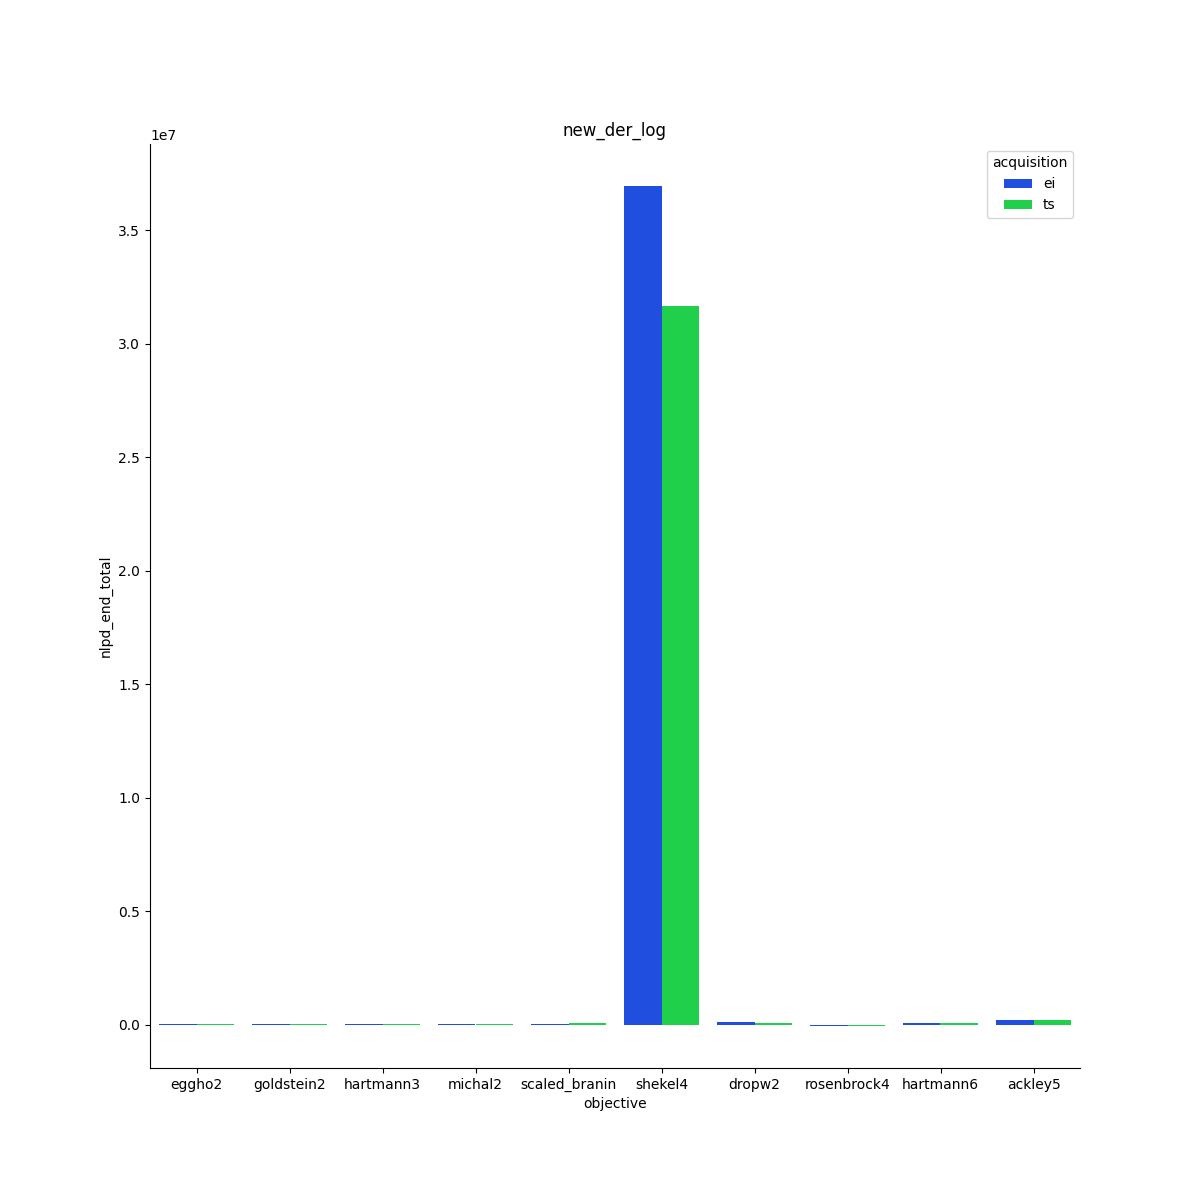 new_der_log
1e7
acquisition
ei
ts
3.5
3.0
2.5
2.0
1.5
1.0
0.5
0.0
nlpd_end_total
eggho2 goldstein2 hartmann3 michal2 scaled_branin shekel4 dropw2 rosenbrock4 hartmann6 ackley5
objective